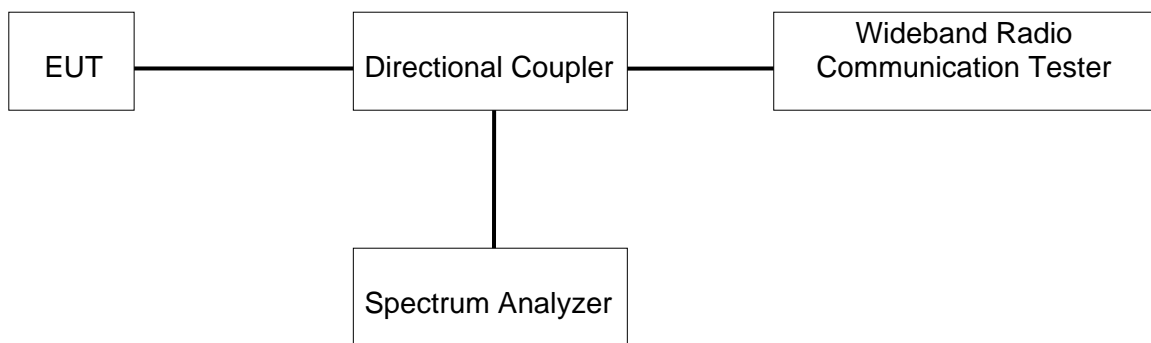 EUT
Directional Coupler
Wideband Radio
Communication Tester
Spectrum Analyzer